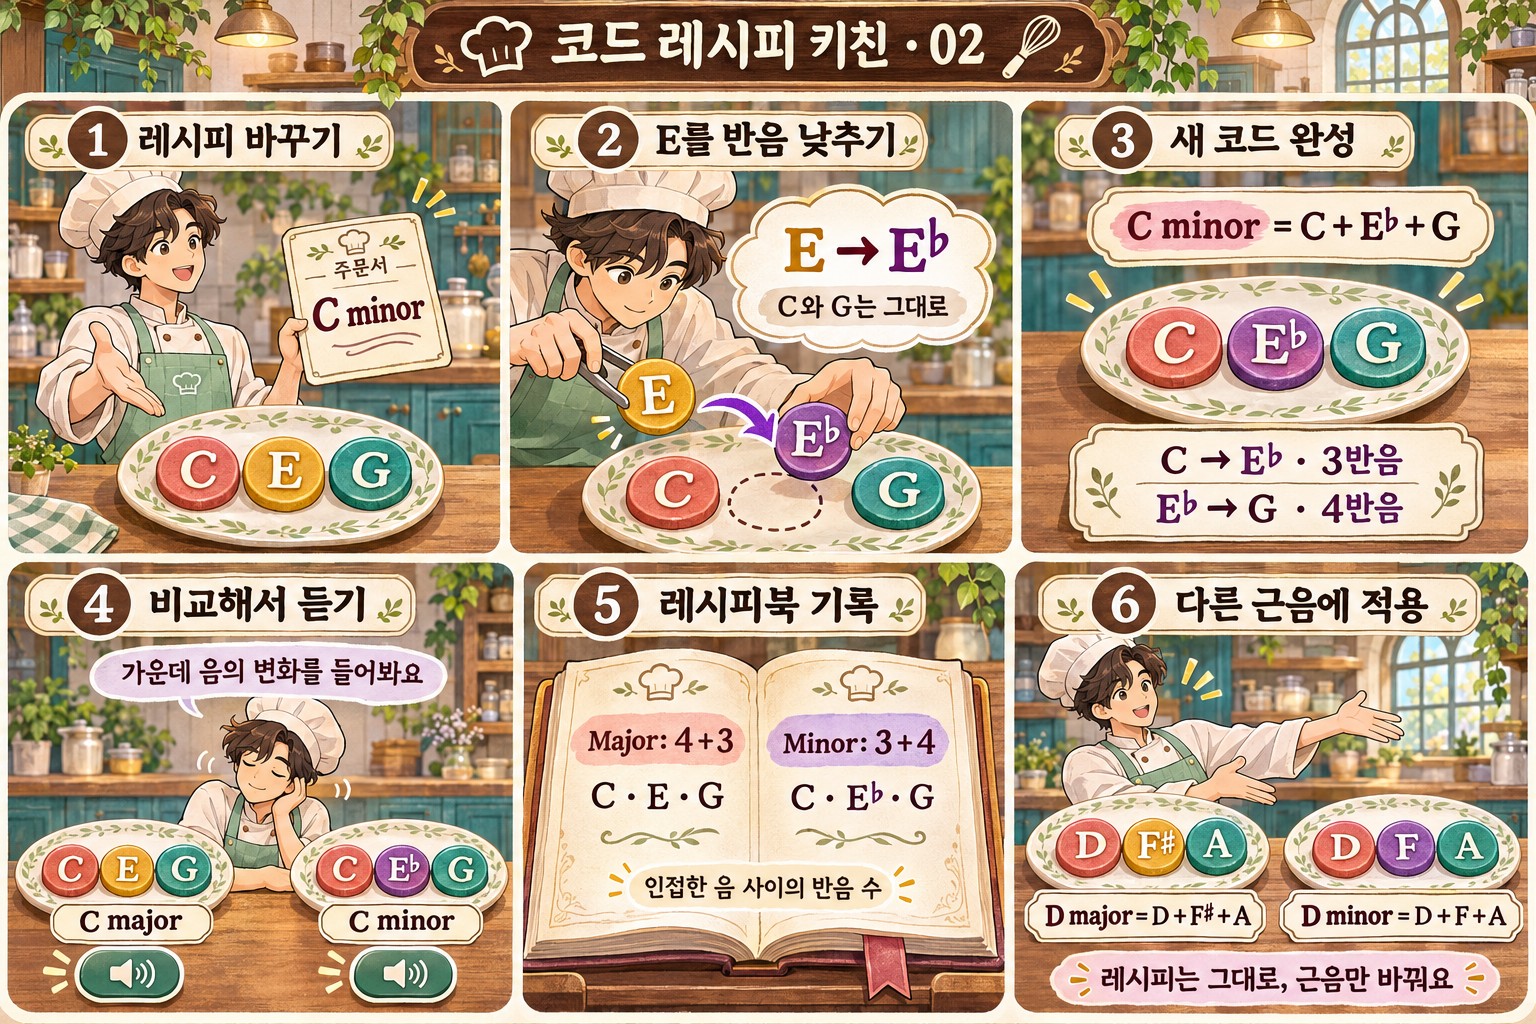 코드 레시피 키친 · 02
1 레시피 바꾸기
주문서
C minor
C E G
2 E를 반음 낮추기
E → E♭
C와 G는 그대로
E
E♭
C G
3 새 코드 완성
C minor = C + E♭ + G
C E♭ G
C → E♭ · 3반음
E♭ → G · 4반음
4 비교해서 듣기
가운데 음의 변화를 들어봐요
C E G
C major
C E♭ G
C minor
5 레시피북 기록
Major: 4+3
C · E · G
Minor: 3+4
C · E♭ · G
인접한 음 사이의 반음 수
6 다른 근음에 적용
D F♯ A
D major = D + F♯ + A
D F A
D minor = D + F + A
레시피는 그대로, 근음만 바꿔요